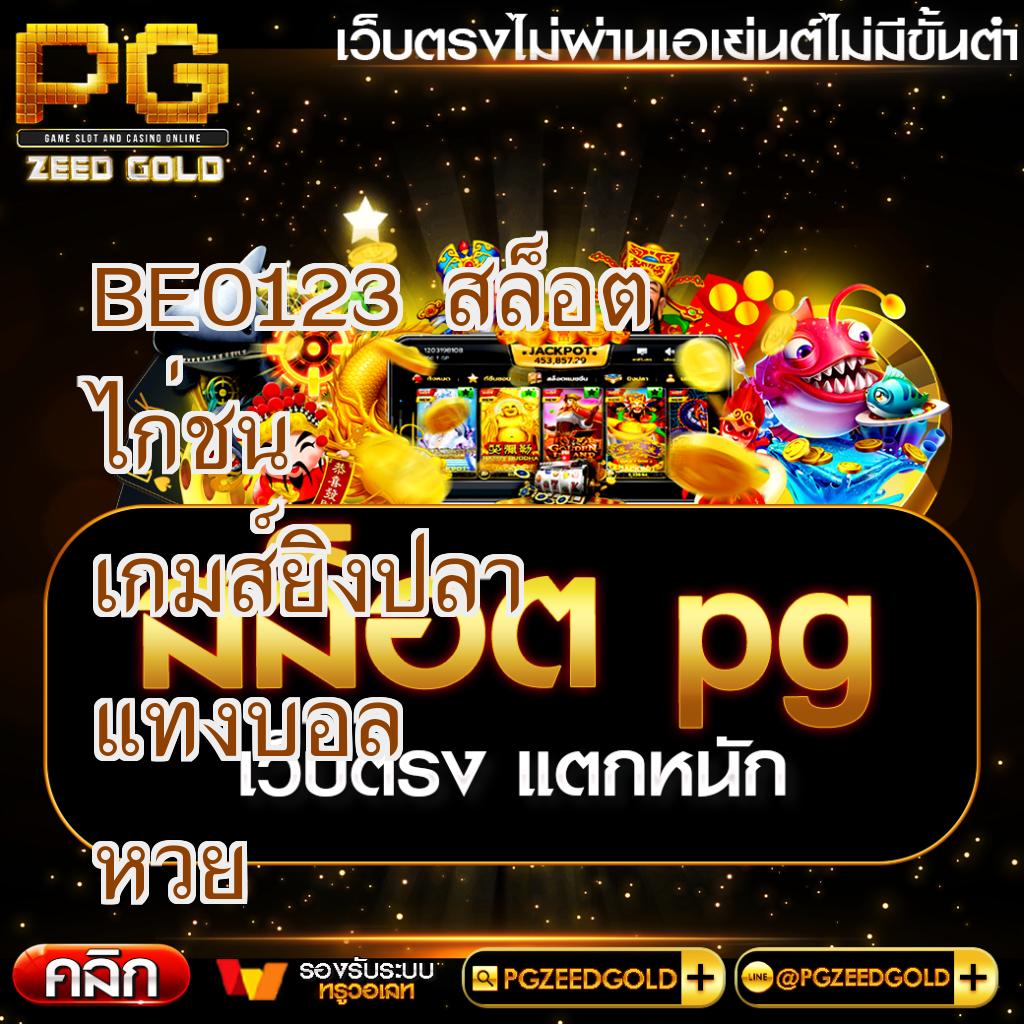 เว็บตรงไม่ผ่านเอเย่นต์ไม่มีขั้นต่ำ
PG
GAME SLOT AND CASINO ONLINE
ZEED GOLD
BEO123 สล็อต
JACKPOT
453,857.29
ไก่ชน
เกมส์ยิงปลา
สล็อต pg
แทงบอล
เว็บตรง แตกหนัก
หวย
คลิก
รองรับระบบ
ทรูวอเลท
PGZEEDGOLD
LINE @PGZEEDGOLD